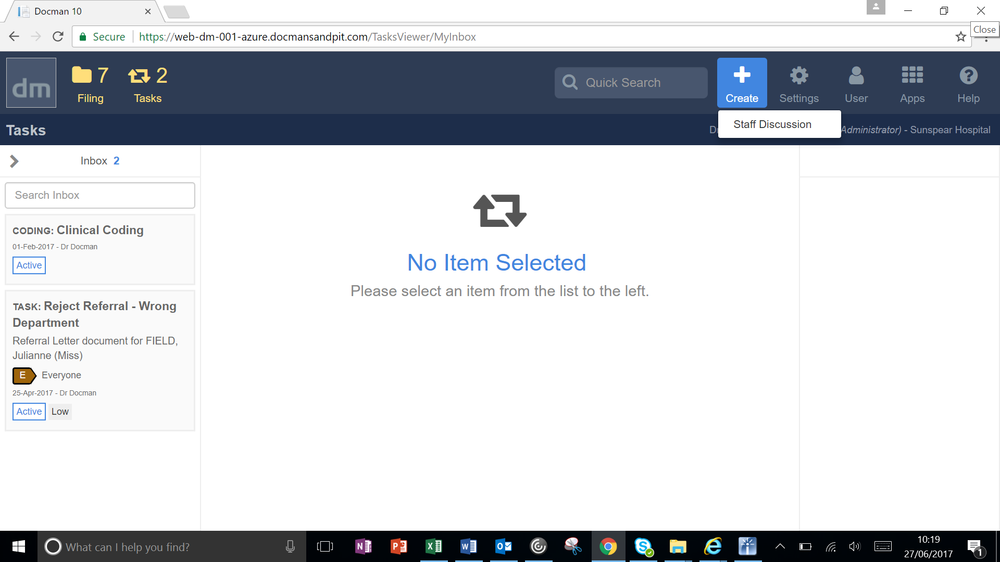 Docman 10
Close
Secure https://web-dm-001-azure.docmansandpit.com/TasksViewer/MyInbox
dm
7
Filing
2
Tasks
Quick Search
Create
Settings
User
Apps
Help
Staff Discussion
Tasks
Administrator) - Sunspear Hospital
Inbox 2
Search Inbox
CODING: Clinical Coding
01-Feb-2017 - Dr Docman
Active
TASK: Reject Referral - Wrong
Department
Referral Letter document for FIELD,
Julianne (Miss)
E Everyone
25-Apr-2017 - Dr Docman
Active Low
No Item Selected
Please select an item from the list to the left.
What can I help you find?
10:19
27/06/2017
1